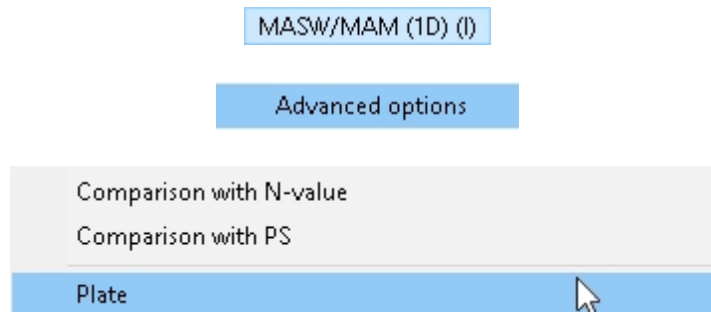 MASW/MAM (1D) (I)
Advanced options
Comparison with N-value
Comparison with PS
Plate